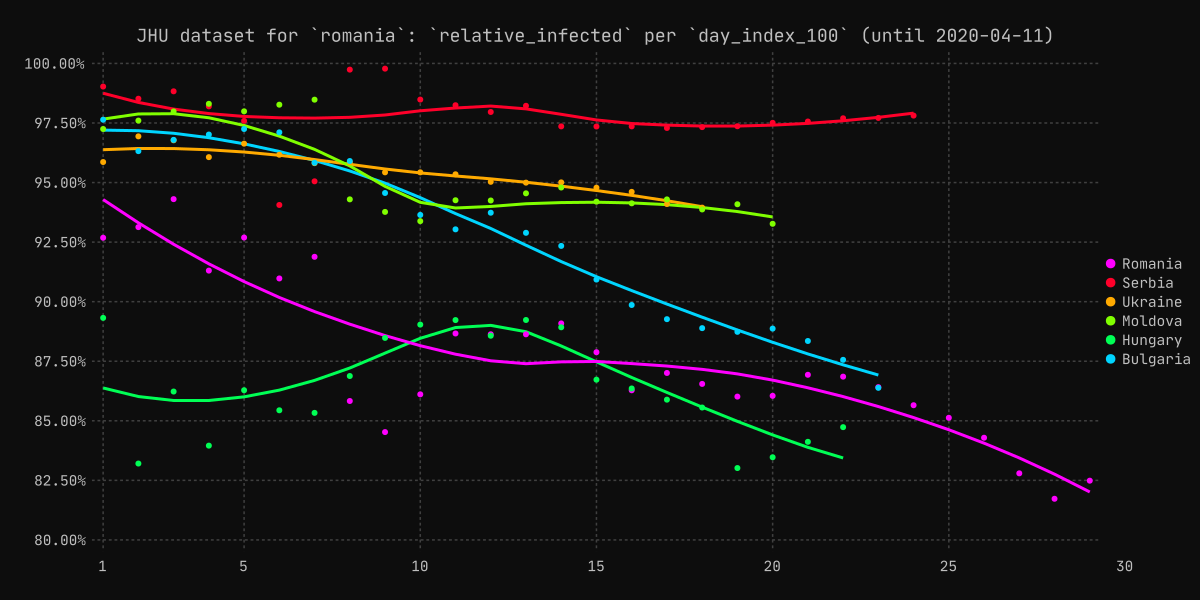 JHU dataset for `romania`: `relative_infected` per `day_index_100` (until 2020-04-11)
100.00%
97.50%
95.00%
92.50%
90.00%
87.50%
85.00%
82.50%
80.00%
1 5 10 15 20 25 30
Romania
Serbia
Ukraine
Moldova
Hungary
Bulgaria